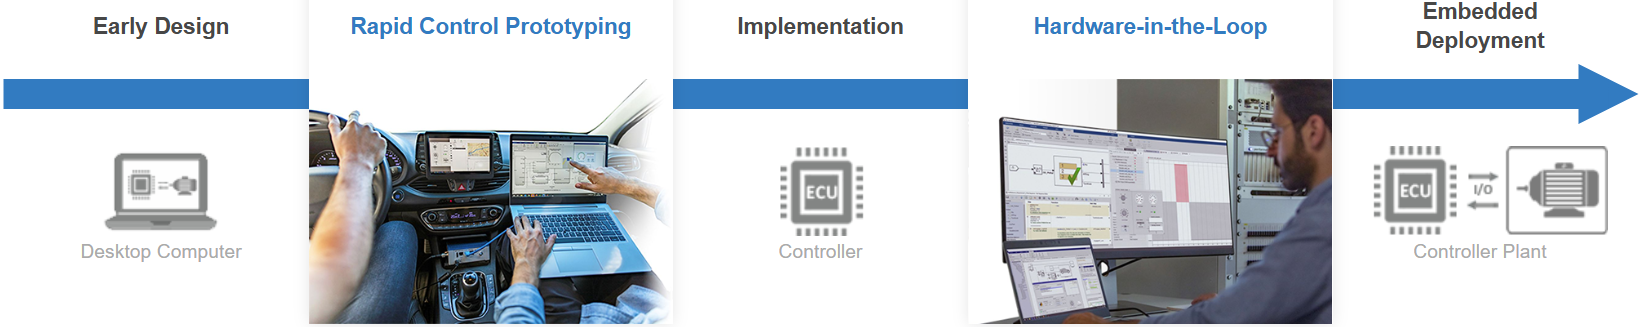 Early Design
Rapid Control Prototyping
Implementation
Hardware-in-the-Loop
Embedded
Deployment
ECU
ECU
I/O
Desktop Computer
Controller
Controller Plant